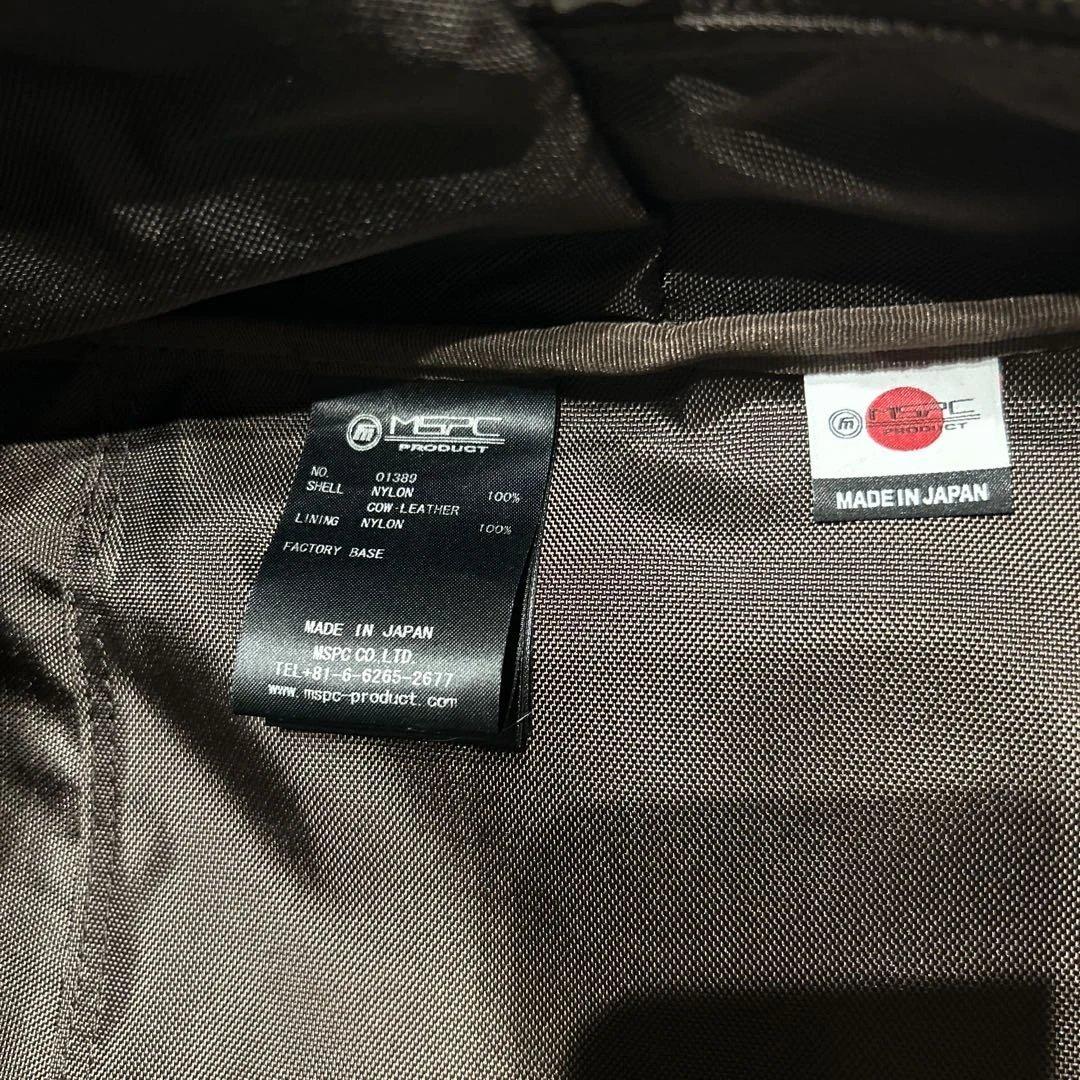 m MSPC
PRODUCT
NO 01389
SHELL NYLON 100%
COW-LEATHER
LINING NYLON 100%
FACTORY BASE
MADE IN JAPAN
MSPC CO.LTD.
TEL+81-6-6265-2677
www.mspc-product.com
m MSPC
PRODUCT
MADE IN JAPAN